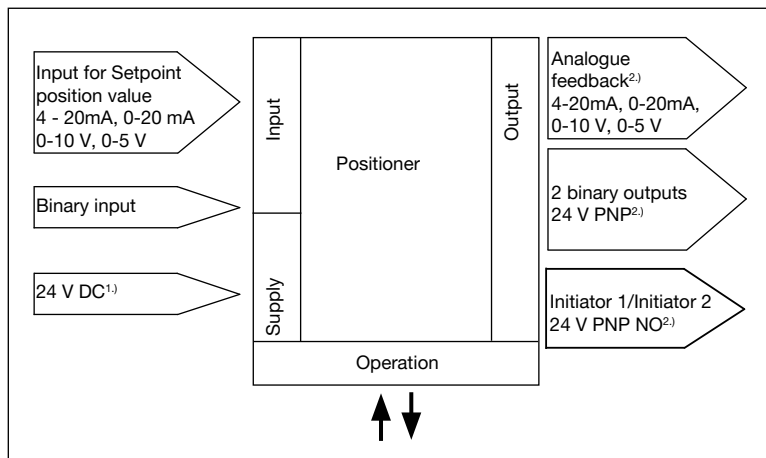 Input for Setpoint
position value
4 - 20mA, 0-20 mA
0-10 V, 0-5 V
Binary input
24 V DC1.)
Input
Supply
Positioner
Operation
Output
Analogue
feedback2.)
4-20mA, 0-20mA,
0-10 V, 0-5 V
2 binary outputs
24 V PNP2.)
Initiator 1/Initiator 2
24 V PNP NO2.)